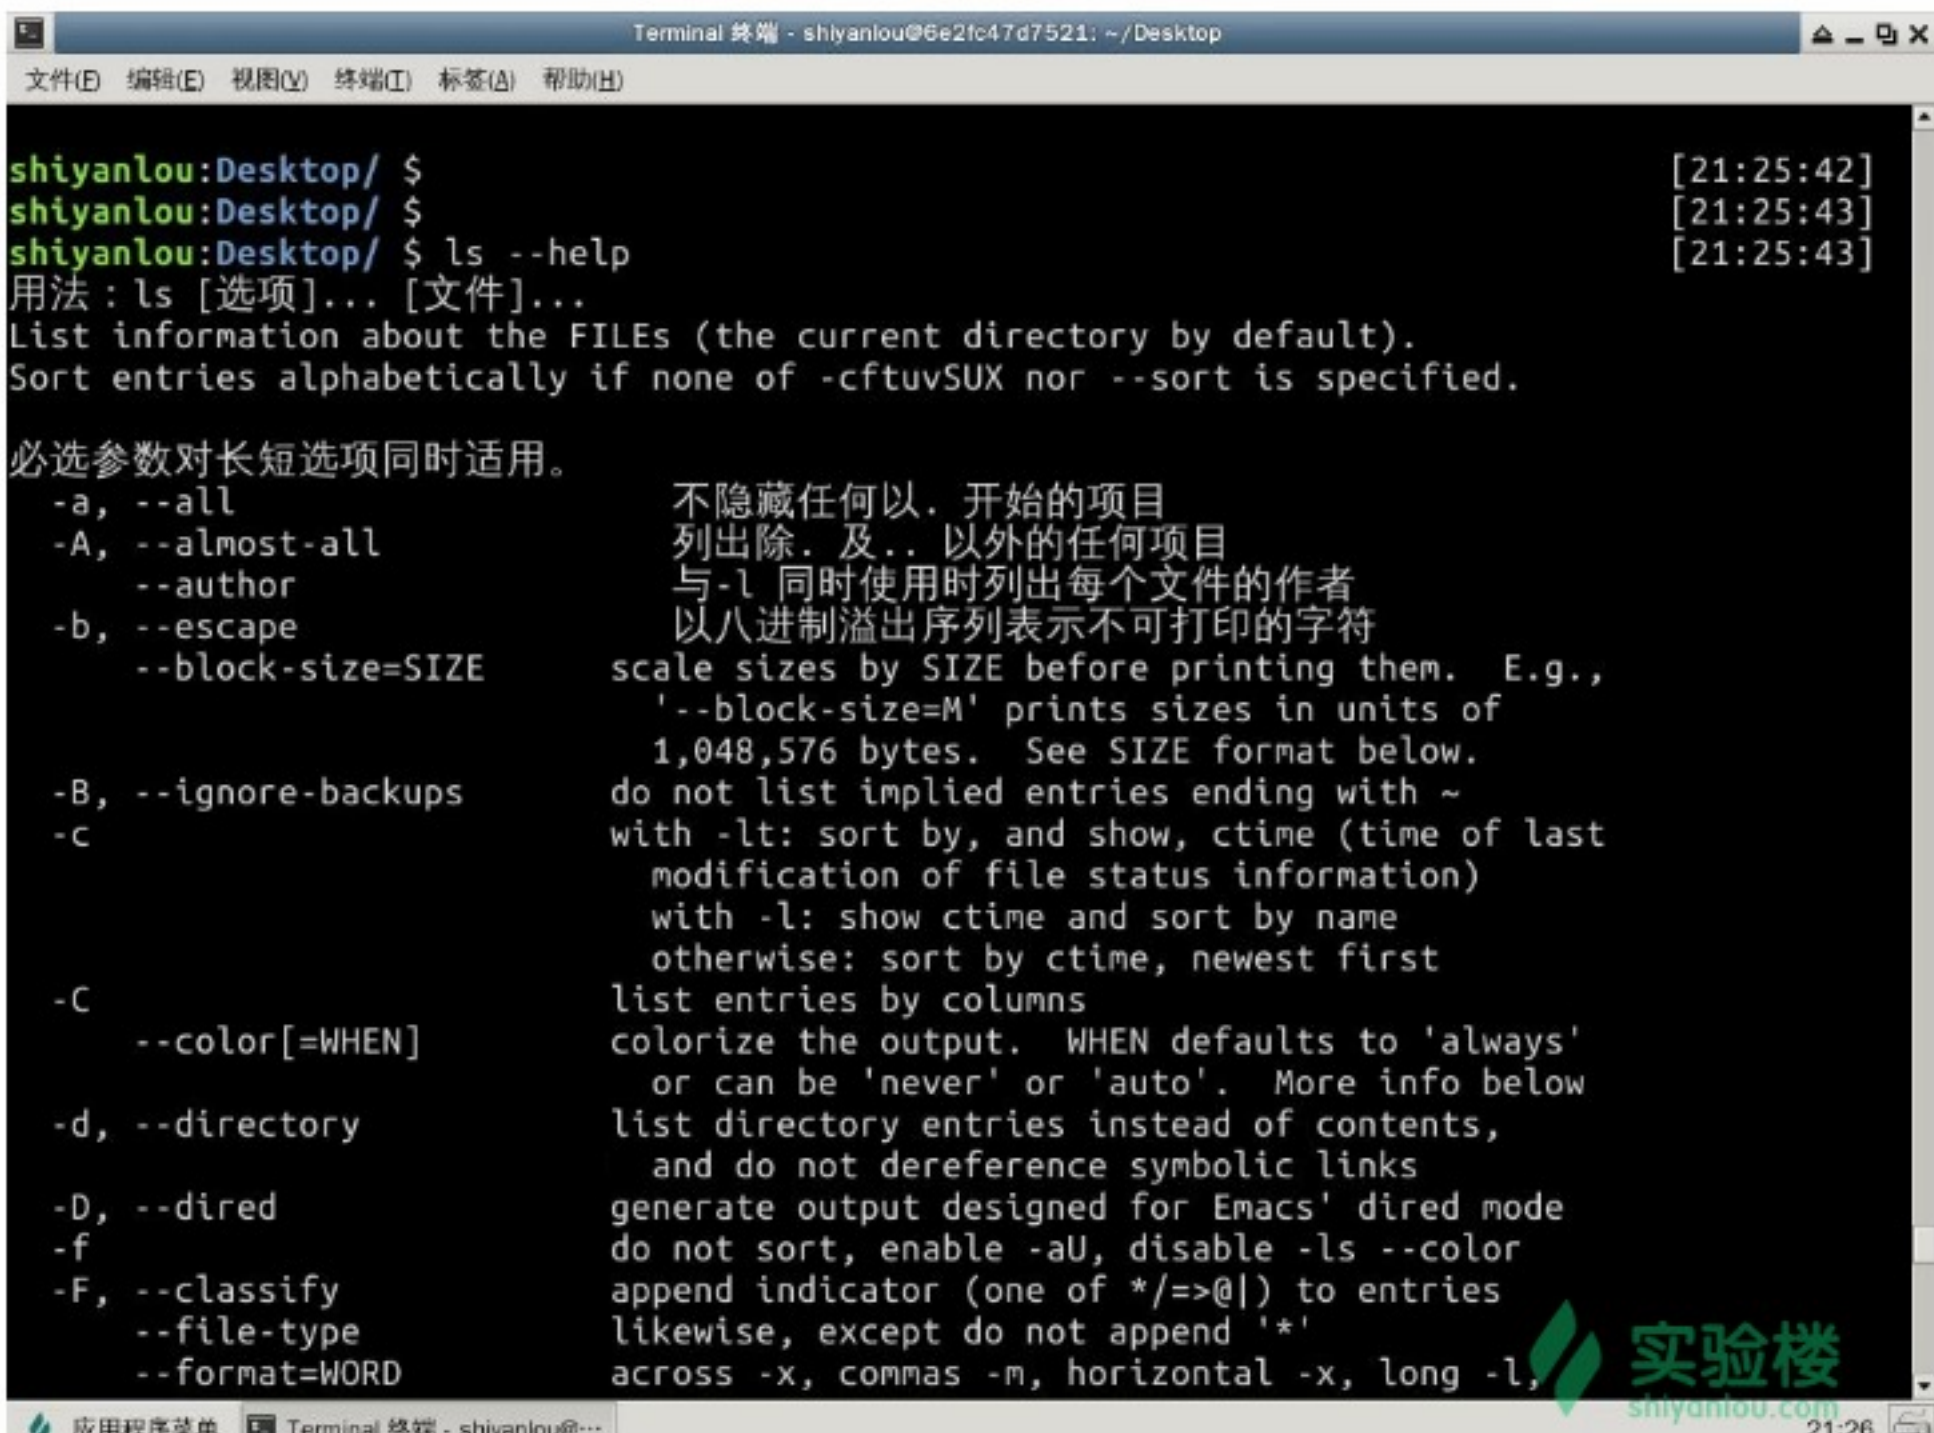 Terminal 终端 - shiyanlou@6e2fc47d7521: ~/Desktop
文件(F) 编辑(E) 视图(V) 终端(T) 标签(A) 帮助(H)
shiyanlou:Desktop/ $ [21:25:42]
shiyanlou:Desktop/ $ [21:25:43]
shiyanlou:Desktop/ $ ls --help [21:25:43]
用法：ls [选项]... [文件]...
List information about the FILEs (the current directory by default).
Sort entries alphabetically if none of -cftuvSUX nor --sort is specified.
必选参数对长短选项同时适用。
-a, --all 不隐藏任何以. 开始的项目
-A, --almost-all 列出除. 及.. 以外的任何项目
--author 与-l 同时使用时列出每个文件的作者
-b, --escape 以八进制溢出序列表示不可打印的字符
--block-size=SIZE scale sizes by SIZE before printing them.  E.g.,
'--block-size=M' prints sizes in units of
1,048,576 bytes.  See SIZE format below.
-B, --ignore-backups do not list implied entries ending with ~
-c with -lt: sort by, and show, ctime (time of last
modification of file status information)
with -l: show ctime and sort by name
otherwise: sort by ctime, newest first
-C list entries by columns
--color[=WHEN] colorize the output.  WHEN defaults to 'always'
or can be 'never' or 'auto'.  More info below
-d, --directory list directory entries instead of contents,
and do not dereference symbolic links
-D, --dired generate output designed for Emacs' dired mode
-f do not sort, enable -aU, disable -ls --color
-F, --classify append indicator (one of */=>@|) to entries
--file-type likewise, except do not append '*'
--format=WORD across -x, commas -m, horizontal -x, long -l,
实验楼
shiyanlou.com
应用程序菜单 Terminal 终端 - shiyanlou@… 21:26